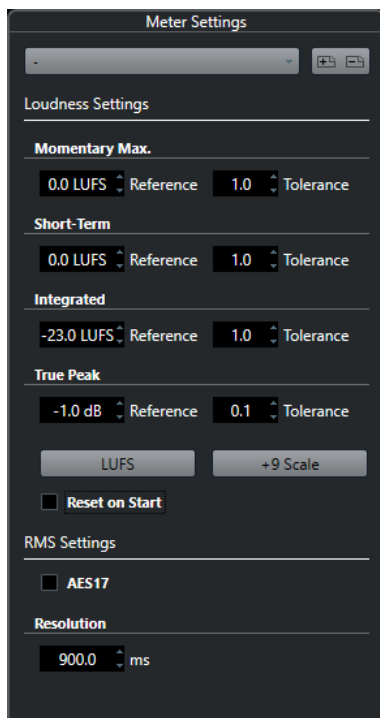 Meter Settings
-
Loudness Settings
Momentary Max.
0.0 LUFS Reference 1.0 Tolerance
Short-Term
0.0 LUFS Reference 1.0 Tolerance
Integrated
-23.0 LUFS Reference 1.0 Tolerance
True Peak
-1.0 dB Reference 0.1 Tolerance
LUFS +9 Scale
Reset on Start
RMS Settings
AES17
Resolution
900.0 ms